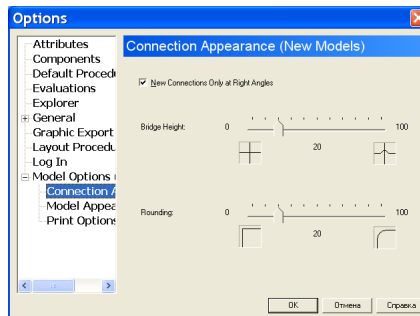 Options
Attributes
Components
Default Procedu
Evaluations
Explorer
General
Graphic Export
Layout Procedu
Log In
Model Options
Connection A
Model Appea
Print Options
Connection Appearance (New Models)
New Connections Only at Right Angles
Bridge Height:
0
100
20
Rounding:
0
100
20
OK
Отмена
Справка